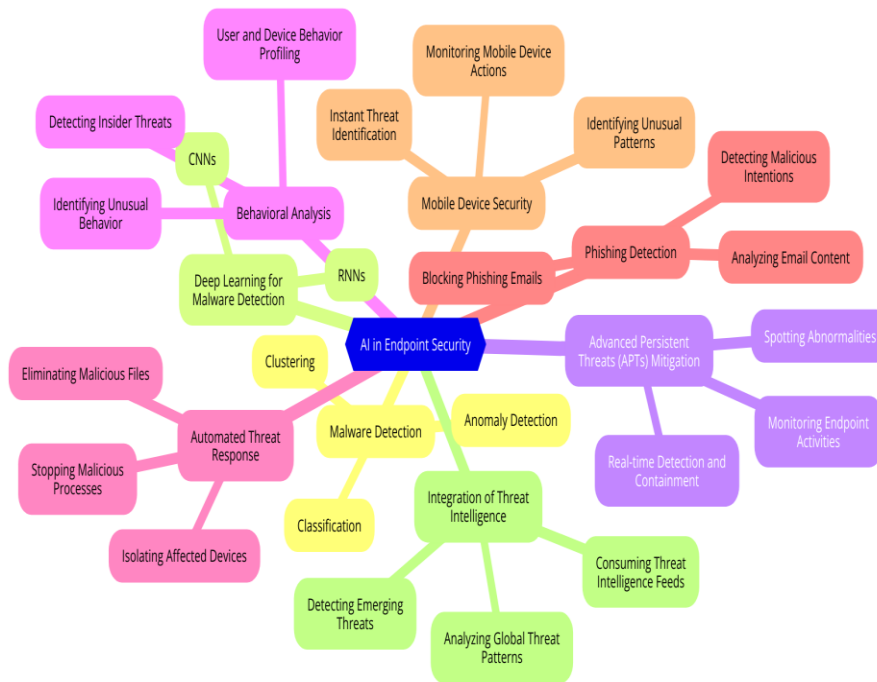 User and Device Behavior
Profiling
Monitoring Mobile Device
Actions
Detecting Insider Threats
CNNs
Instant Threat
Identification
Identifying Unusual
Patterns
Detecting Malicious
Intentions
Identifying Unusual
Behavior
Behavioral Analysis
Mobile Device Security
Phishing Detection
Analyzing Email Content
Deep Learning for
Malware Detection
RNNs
Blocking Phishing Emails
AI in Endpoint Security
Advanced Persistent
Threats (APTs) Mitigation
Spotting Abnormalities
Clustering
Eliminating Malicious Files
Automated Threat
Response
Malware Detection
Anomaly Detection
Monitoring Endpoint
Activities
Stopping Malicious
Processes
Real-time Detection and
Containment
Integration of Threat
Intelligence
Classification
Isolating Affected Devices
Consuming Threat
Intelligence Feeds
Detecting Emerging
Threats
Analyzing Global Threat
Patterns